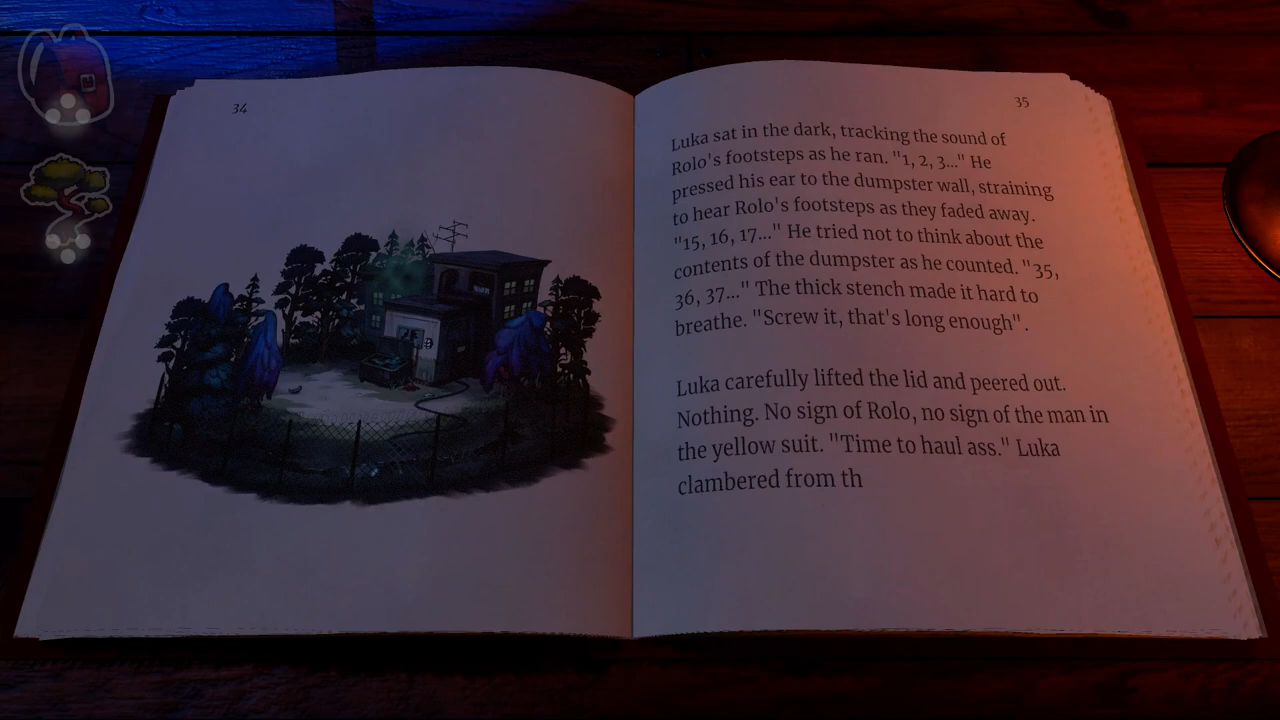 34
35
Luka sat in the dark, tracking the sound of
Rolo's footsteps as he ran. "1, 2, 3..." He
pressed his ear to the dumpster wall, straining
to hear Rolo's footsteps as they faded away.
"15, 16, 17..." He tried not to think about the
contents of the dumpster as he counted. "35,
36, 37..." The thick stench made it hard to
breathe. "Screw it, that's long enough".
Luka carefully lifted the lid and peered out.
Nothing. No sign of Rolo, no sign of the man in
the yellow suit. "Time to haul ass." Luka
clambered from th